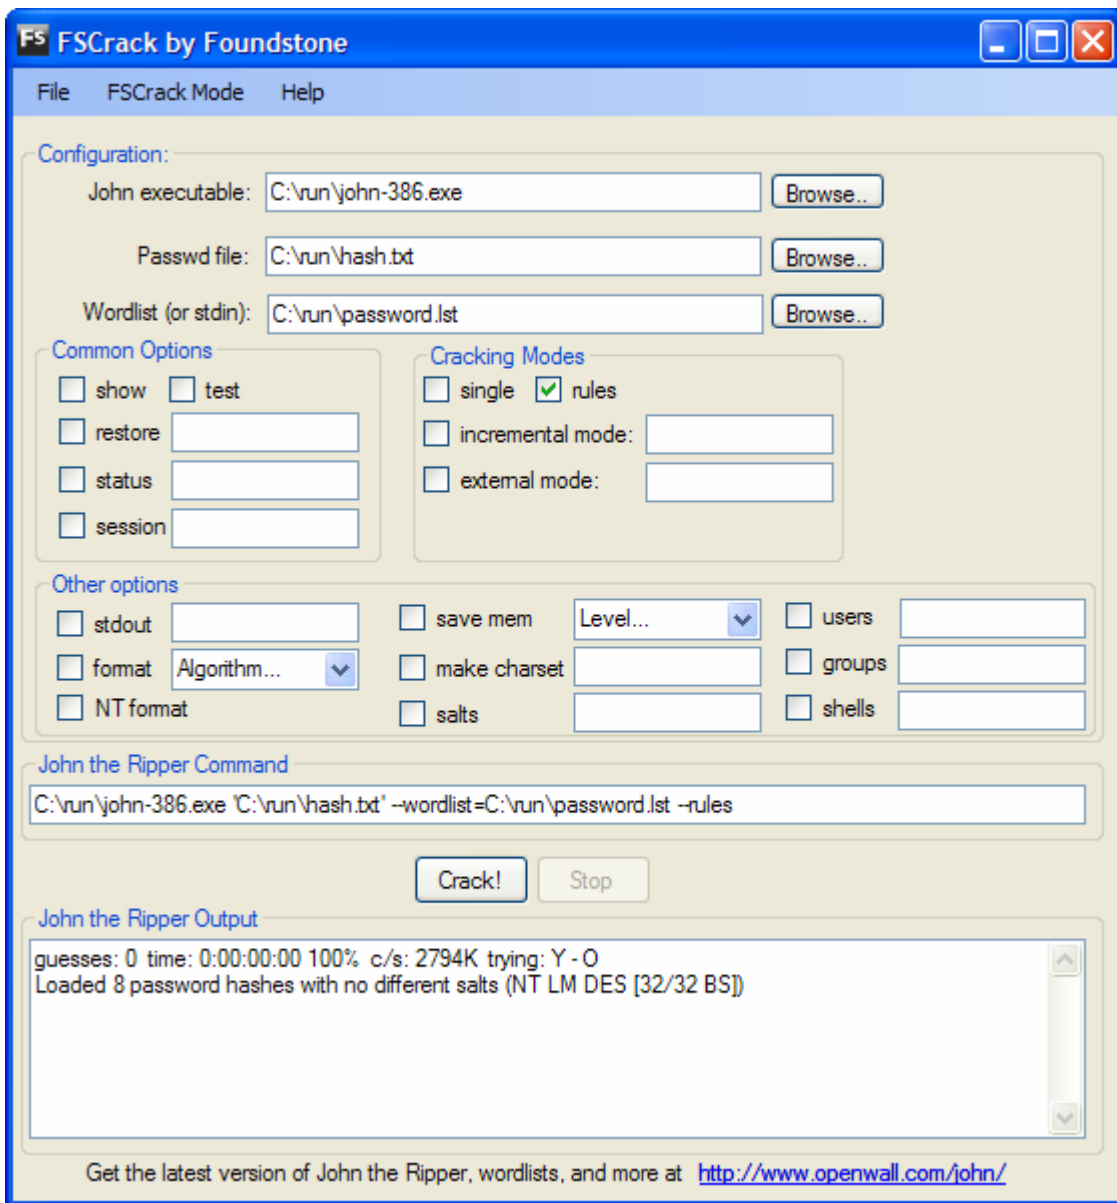 FS FSCrack by Foundstone
File FSCrack Mode Help
Configuration:
John executable: C:\run\john-386.exe Browse..
Passwd file: C:\run\hash.txt Browse..
Wordlist (or stdin): C:\run\password.lst Browse..
Common Options
show test
restore
status
session
Cracking Modes
single rules
incremental mode:
external mode:
Other options
stdout save mem Level... users
format Algorithm... make charset groups
NT format salts shells
John the Ripper Command
C:\run\john-386.exe 'C:\run\hash.txt' --wordlist=C:\run\password.lst --rules
Crack! Stop
John the Ripper Output
guesses: 0 time: 0:00:00:00 100% c/s: 2794K trying: Y - O
Loaded 8 password hashes with no different salts (NT LM DES [32/32 BS])
Get the latest version of John the Ripper, wordlists, and more at http://www.openwall.com/john/